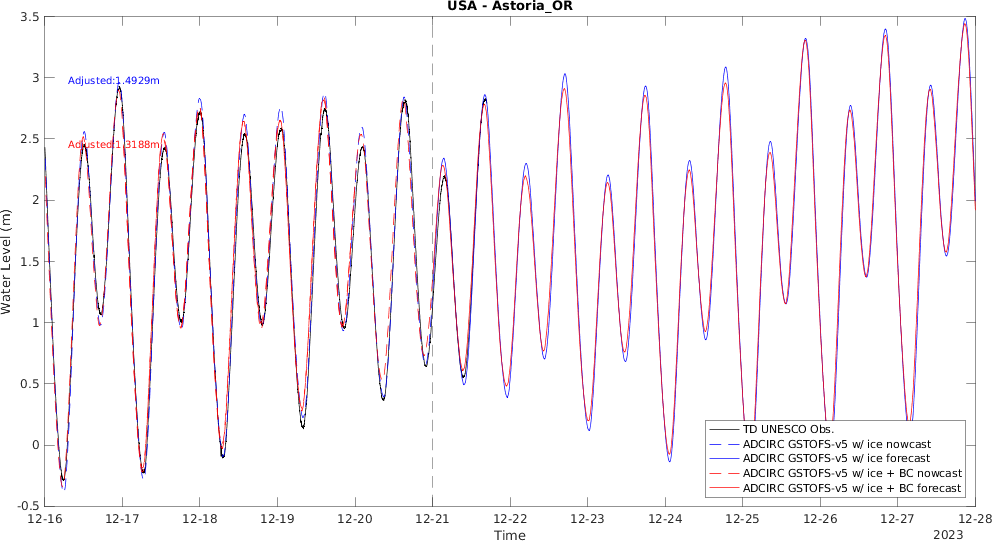 USA - Astoria_OR
3.5
3
2.5
2
1.5
1
0.5
0
-0.5
Water Level (m)
Adjusted:1.4929m
Adjusted:1.3188m
TD UNESCO Obs.
ADCIRC GSTOFS-v5 w/ ice nowcast
ADCIRC GSTOFS-v5 w/ ice forecast
ADCIRC GSTOFS-v5 w/ ice + BC nowcast
ADCIRC GSTOFS-v5 w/ ice + BC forecast
12-16 12-17 12-18 12-19 12-20 12-21 12-22 12-23 12-24 12-25 12-26 12-27 12-28
Time
2023